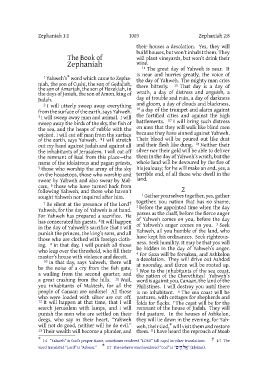 Zephaniah 1:1
1003
Zephaniah 2:8
The Book of
Zephaniah
1 Yahweh's* word which came to Zepha-
niah, the son of Cushi, the son of Gedaliah,
the son of Amariah, the son of Hezekiah, in
the days of Josiah, the son of Amon, king of
Judah.
2 I will utterly sweep away everything
from the surface of the earth, says Yahweh.
3 I will sweep away man and animal. I will
sweep away the birds of the sky, the fish of
the sea, and the heaps of rubble with the
wicked. I will cut off man from the surface
of the earth, says Yahweh. 4 I will stretch
out my hand against Judah and against all
the inhabitants of Jerusalem. I will cut off
the remnant of Baal from this place—the
name of the idolatrous and pagan priests,
5 those who worship the army of the sky
on the housetops, those who worship and
swear by Yahweh and also swear by Mal-
cam, 6 those who have turned back from
following Yahweh, and those who haven't
sought Yahweh nor inquired after him.
7 Be silent at the presence of the Lord†
Yahweh, for the day of Yahweh is at hand.
For Yahweh has prepared a sacrifice. He
has consecrated his guests. 8 It will happen
in the day of Yahweh's sacrifice that I will
punish the princes, the king's sons, and all
those who are clothed with foreign cloth-
ing. 9 In that day, I will punish all those
who leap over the threshold, who fill their
master's house with violence and deceit.
10 In that day, says Yahweh, there will
be the noise of a cry from the fish gate,
a wailing from the second quarter, and
a great crashing from the hills. 11 Wail,
you inhabitants of Maktesh, for all the
people of Canaan are undone! All those
who were loaded with silver are cut off.
12 It will happen at that time, that I will
search Jerusalem with lamps, and I will
punish the men who are settled on their
dregs, who say in their heart, "Yahweh
will not do good, neither will he do evil."
13 Their wealth will become a plunder, and
their houses a desolation. Yes, they will
build houses, but won't inhabit them. They
will plant vineyards, but won't drink their
wine.
14 The great day of Yahweh is near. It
is near and hurries greatly, the voice of
the day of Yahweh. The mighty man cries
there bitterly. 15 That day is a day of
wrath, a day of distress and anguish, a
day of trouble and ruin, a day of darkness
and gloom, a day of clouds and blackness,
16 a day of the trumpet and alarm against
the fortified cities and against the high
battlements. 17 I will bring such distress
on men that they will walk like blind men
because they have sinned against Yahweh.
Their blood will be poured out like dust
and their flesh like dung. 18 Neither their
silver nor their gold will be able to deliver
them in the day of Yahweh's wrath, but the
whole land will be devoured by the fire of
his jealousy; for he will make an end, yes, a
terrible end, of all those who dwell in the
land.
2
1 Gather yourselves together, yes, gather
together, you nation that has no shame,
2 before the appointed time when the day
passes as the chaff, before the fierce anger
of Yahweh comes on you, before the day
of Yahweh's anger comes on you. 3 Seek
Yahweh, all you humble of the land, who
have kept his ordinances. Seek righteous-
ness. Seek humility. It may be that you will
be hidden in the day of Yahweh's anger.
4 For Gaza will be forsaken, and Ashkelon
a desolation. They will drive out Ashdod
at noonday, and Ekron will be rooted up.
5 Woe to the inhabitants of the sea coast,
the nation of the Cherethites! Yahweh's
word is against you, Canaan, the land of the
Philistines. I will destroy you until there
is no inhabitant. 6 The sea coast will be
pastures, with cottages for shepherds and
folds for flocks. 7 The coast will be for the
remnant of the house of Judah. They will
find pasture. In the houses of Ashkelon,
they will lie down in the evening, for Yah-
weh, their God, will visit them and restore
them. 8 I have heard the reproach of Moab